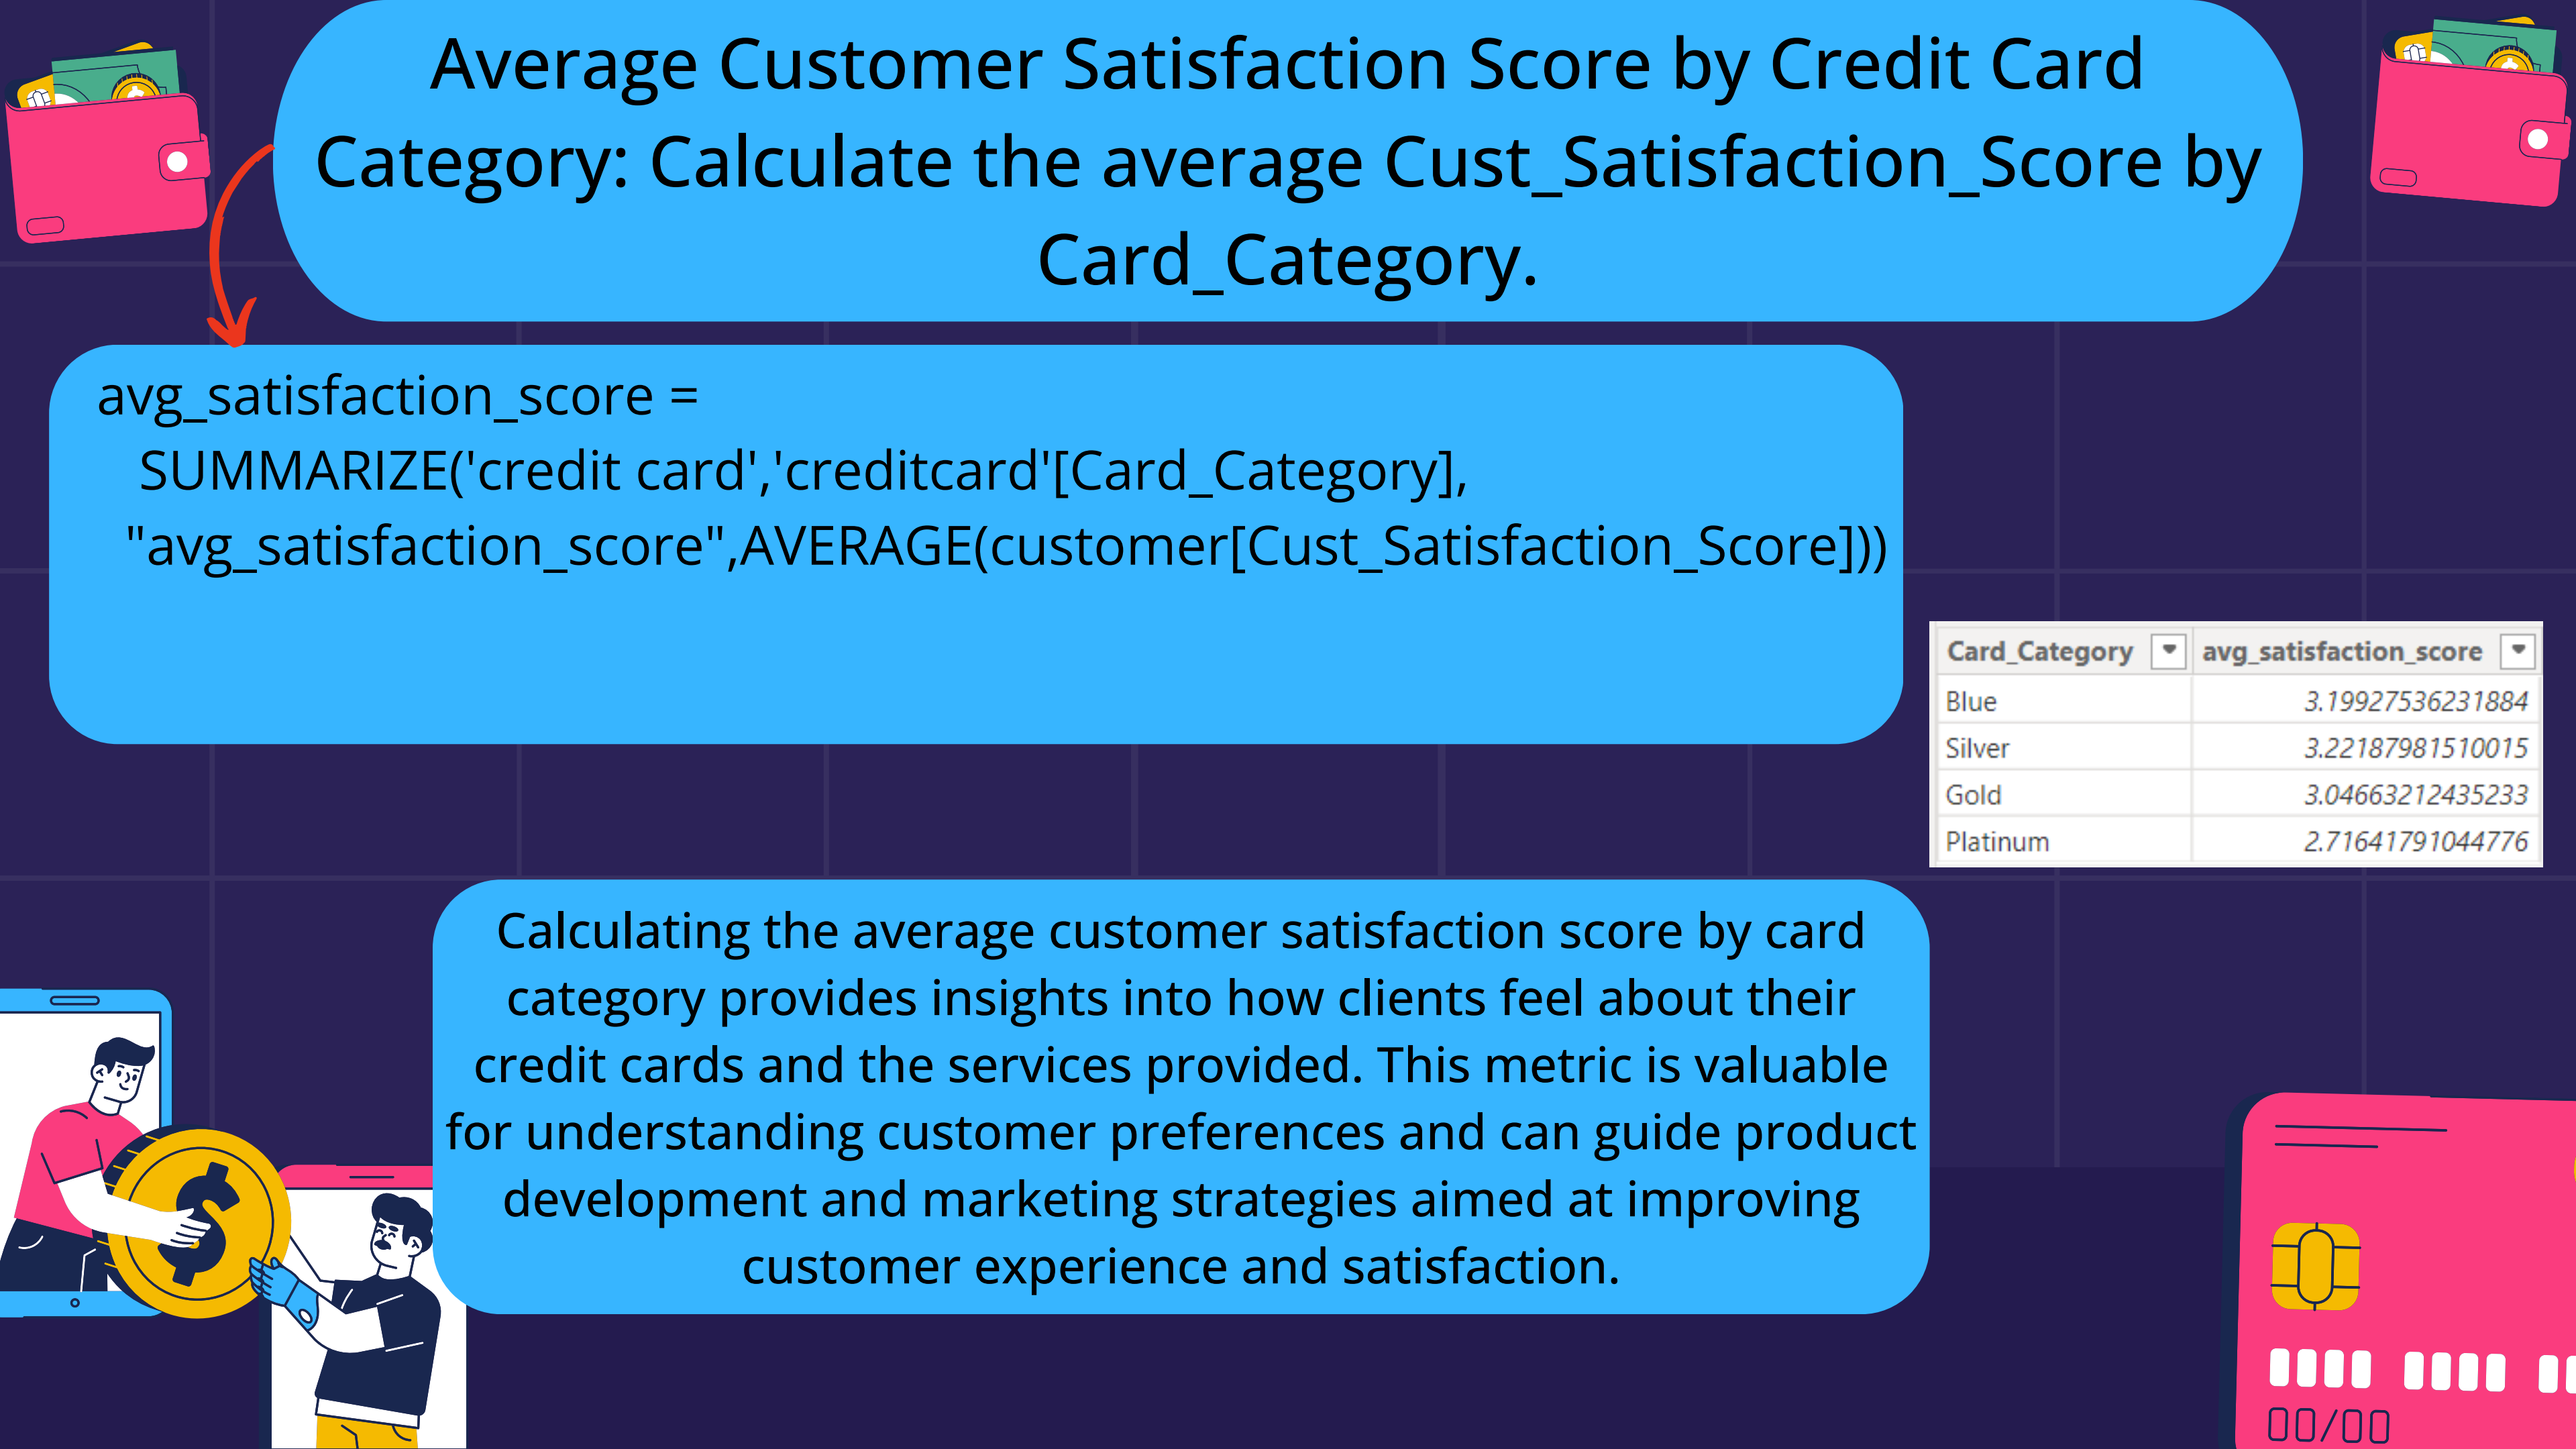 Average Customer Satisfaction Score by Credit Card
Category: Calculate the average Cust_Satisfaction_Score by
Card_Category.
avg_satisfaction_score =
SUMMARIZE('credit card','creditcard'[Card_Category],
"avg_satisfaction_score",AVERAGE(customer[Cust_Satisfaction_Score]))
Card_Category avg_satisfaction_score
Blue 3.19927536231884
Silver 3.22187981510015
Gold 3.04663212435233
Platinum 2.71641791044776
Calculating the average customer satisfaction score by card
category provides insights into how clients feel about their
credit cards and the services provided. This metric is valuable
for understanding customer preferences and can guide product
development and marketing strategies aimed at improving
customer experience and satisfaction.
00/00